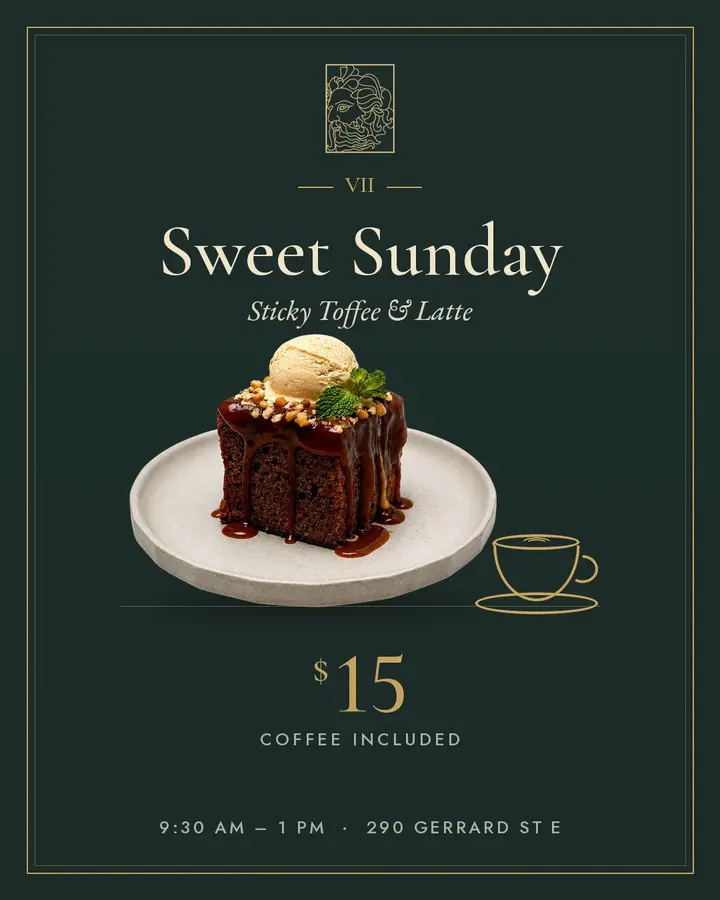 VII
Sweet Sunday
Sticky Toffee & Latte
$15
COFFEE INCLUDED
9:30 AM – 1 PM · 290 GERRARD ST E